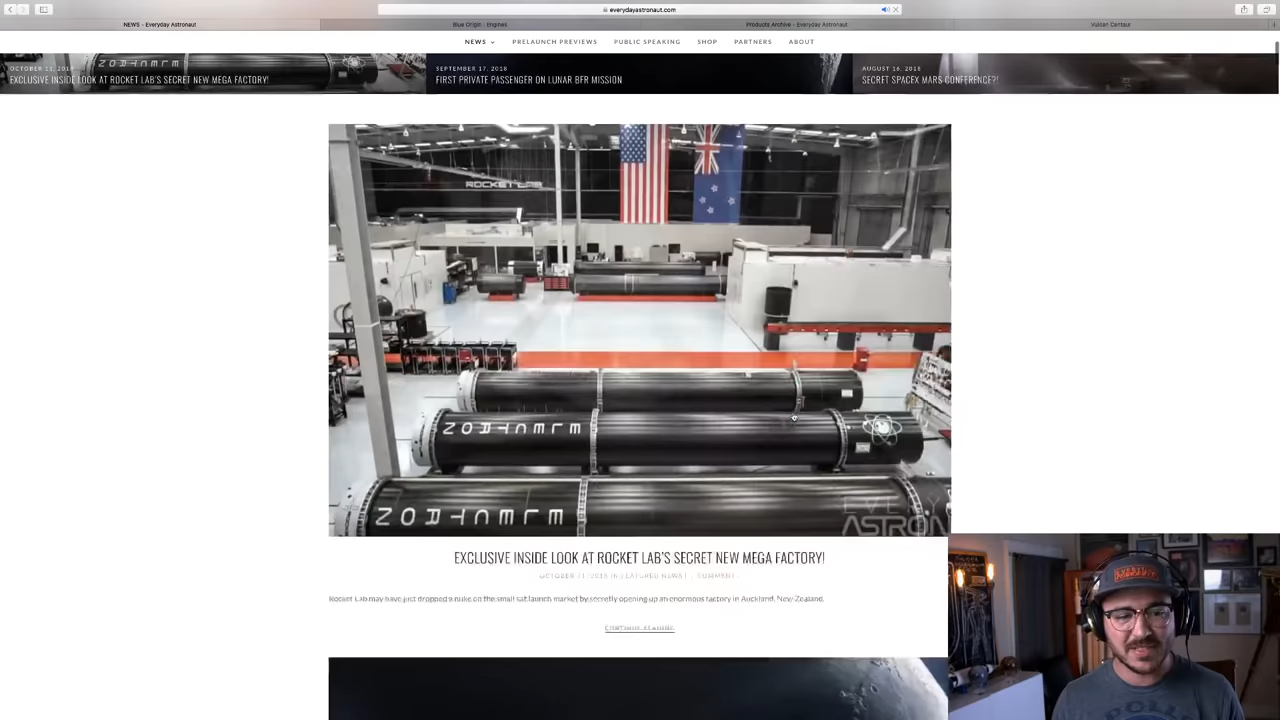 everydayastronaut.com
NEWS - Everyday Astronaut
Blue Origin | Engines
Products Archive - Everyday Astronaut
Vulcan Centaur
NEWS
PRELAUNCH PREVIEWS
PUBLIC SPEAKING
SHOP
PARTNERS
ABOUT
EXCLUSIVE INSIDE LOOK AT ROCKET LAB'S SECRET NEW MEGA FACTORY!
SEPTEMBER 17, 2018
FIRST PRIVATE PASSENGER ON LUNAR BFR MISSION
AUGUST 16, 2018
SECRET SPACEX MARS CONFERENCE?!
ROCKET LAB
ELECTRON
ELECTRON
EXCLUSIVE INSIDE LOOK AT ROCKET LAB'S SECRET NEW MEGA FACTORY!
Rocket Lab may have just dropped a nuke on the small sat launch market by secretly opening up an enormous factory in Auckland, New Zealand.
CONTINUE READING